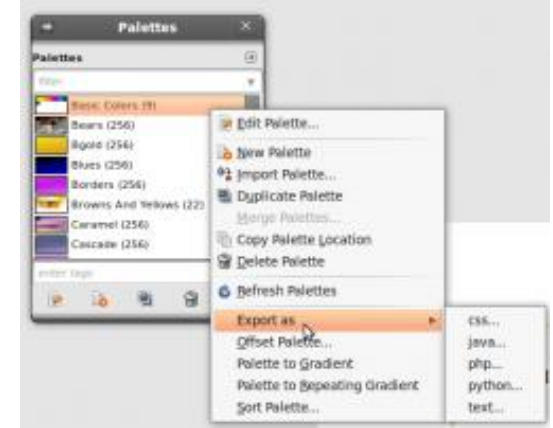 Palettes
Palettes
filter
Basic Colors (9)
Bears (256)
Bgold (256)
Blues (256)
Borders (256)
Browns And Yellows (22)
Caramel (256)
Cascade (256)
enter tags
Edit Palette...
New Palette
Import Palette...
Duplicate Palette
Merge Palettes...
Copy Palette Location
Delete Palette
Refresh Palettes
Export as
Offset Palette...
Palette to Gradient
Palette to Repeating Gradient
Sort Palette...
css...
java...
php...
python...
text...